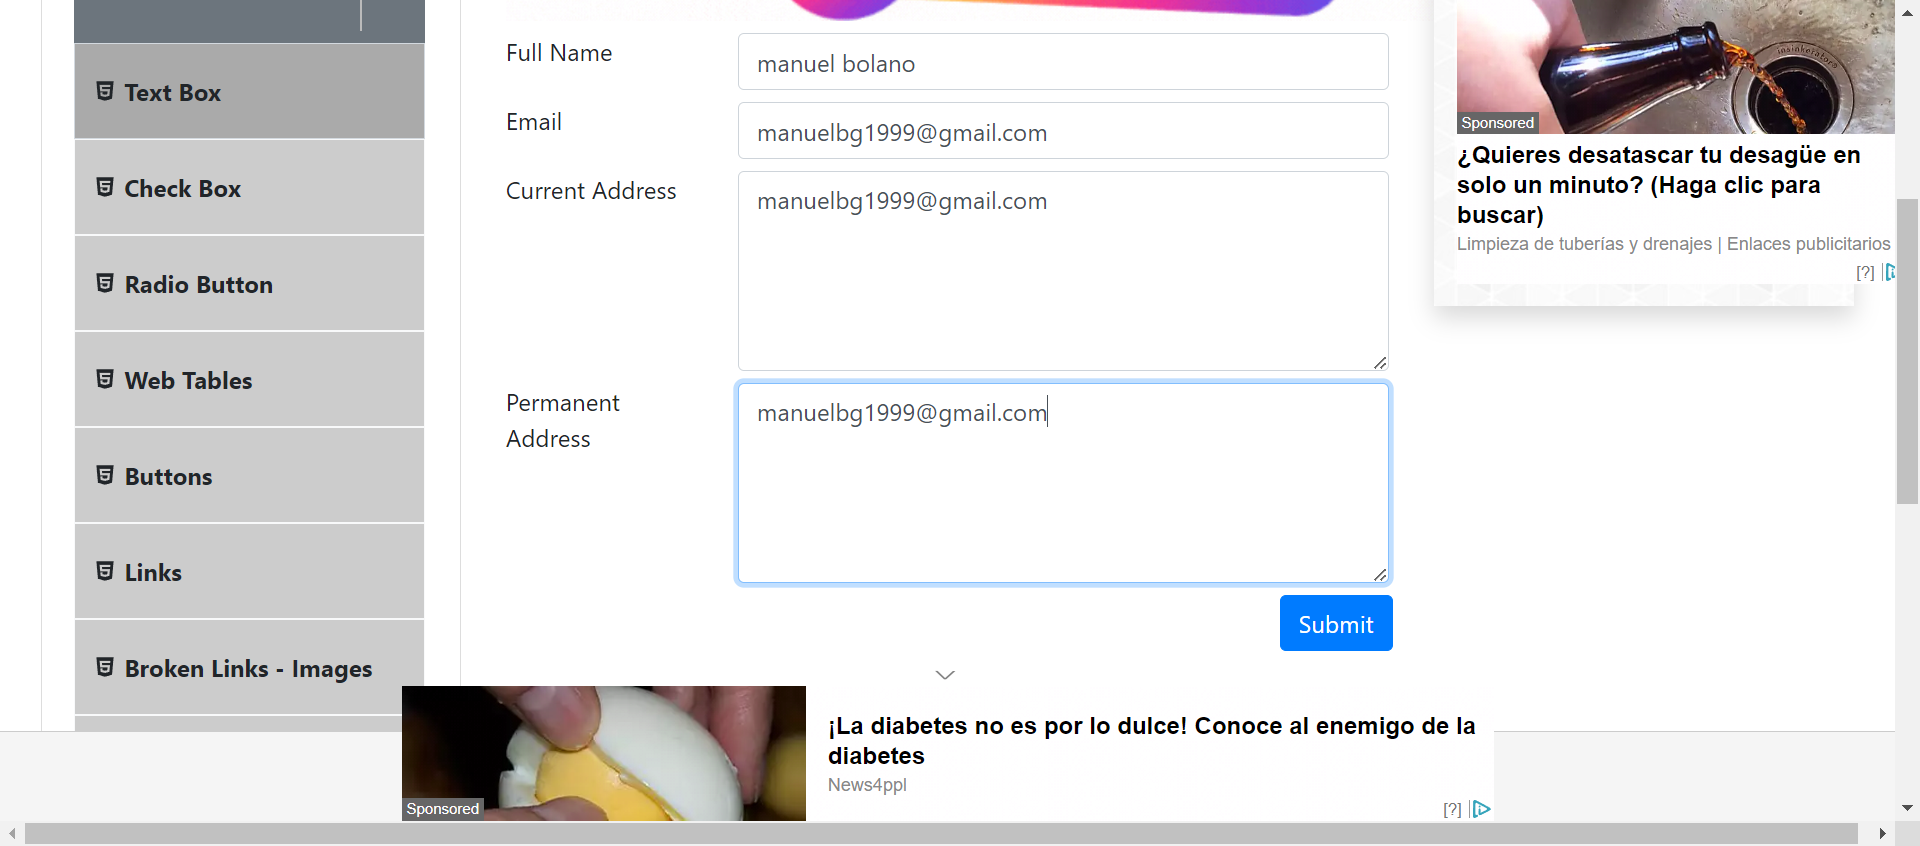 Text Box
Check Box
Radio Button
Web Tables
Buttons
Links
Broken Links - Images
Full Name
manuel bolano
Email
manuelbg1999@gmail.com
Current Address
manuelbg1999@gmail.com
Permanent
Address
manuelbg1999@gmail.com
Submit
insinkerator
Sponsored
¿Quieres desatascar tu desagüe en
solo un minuto? (Haga clic para
buscar)
Limpieza de tuberías y drenajes | Enlaces publicitarios
[?]
Sponsored
¡La diabetes no es por lo dulce! Conoce al enemigo de la
diabetes
News4ppl
[?]